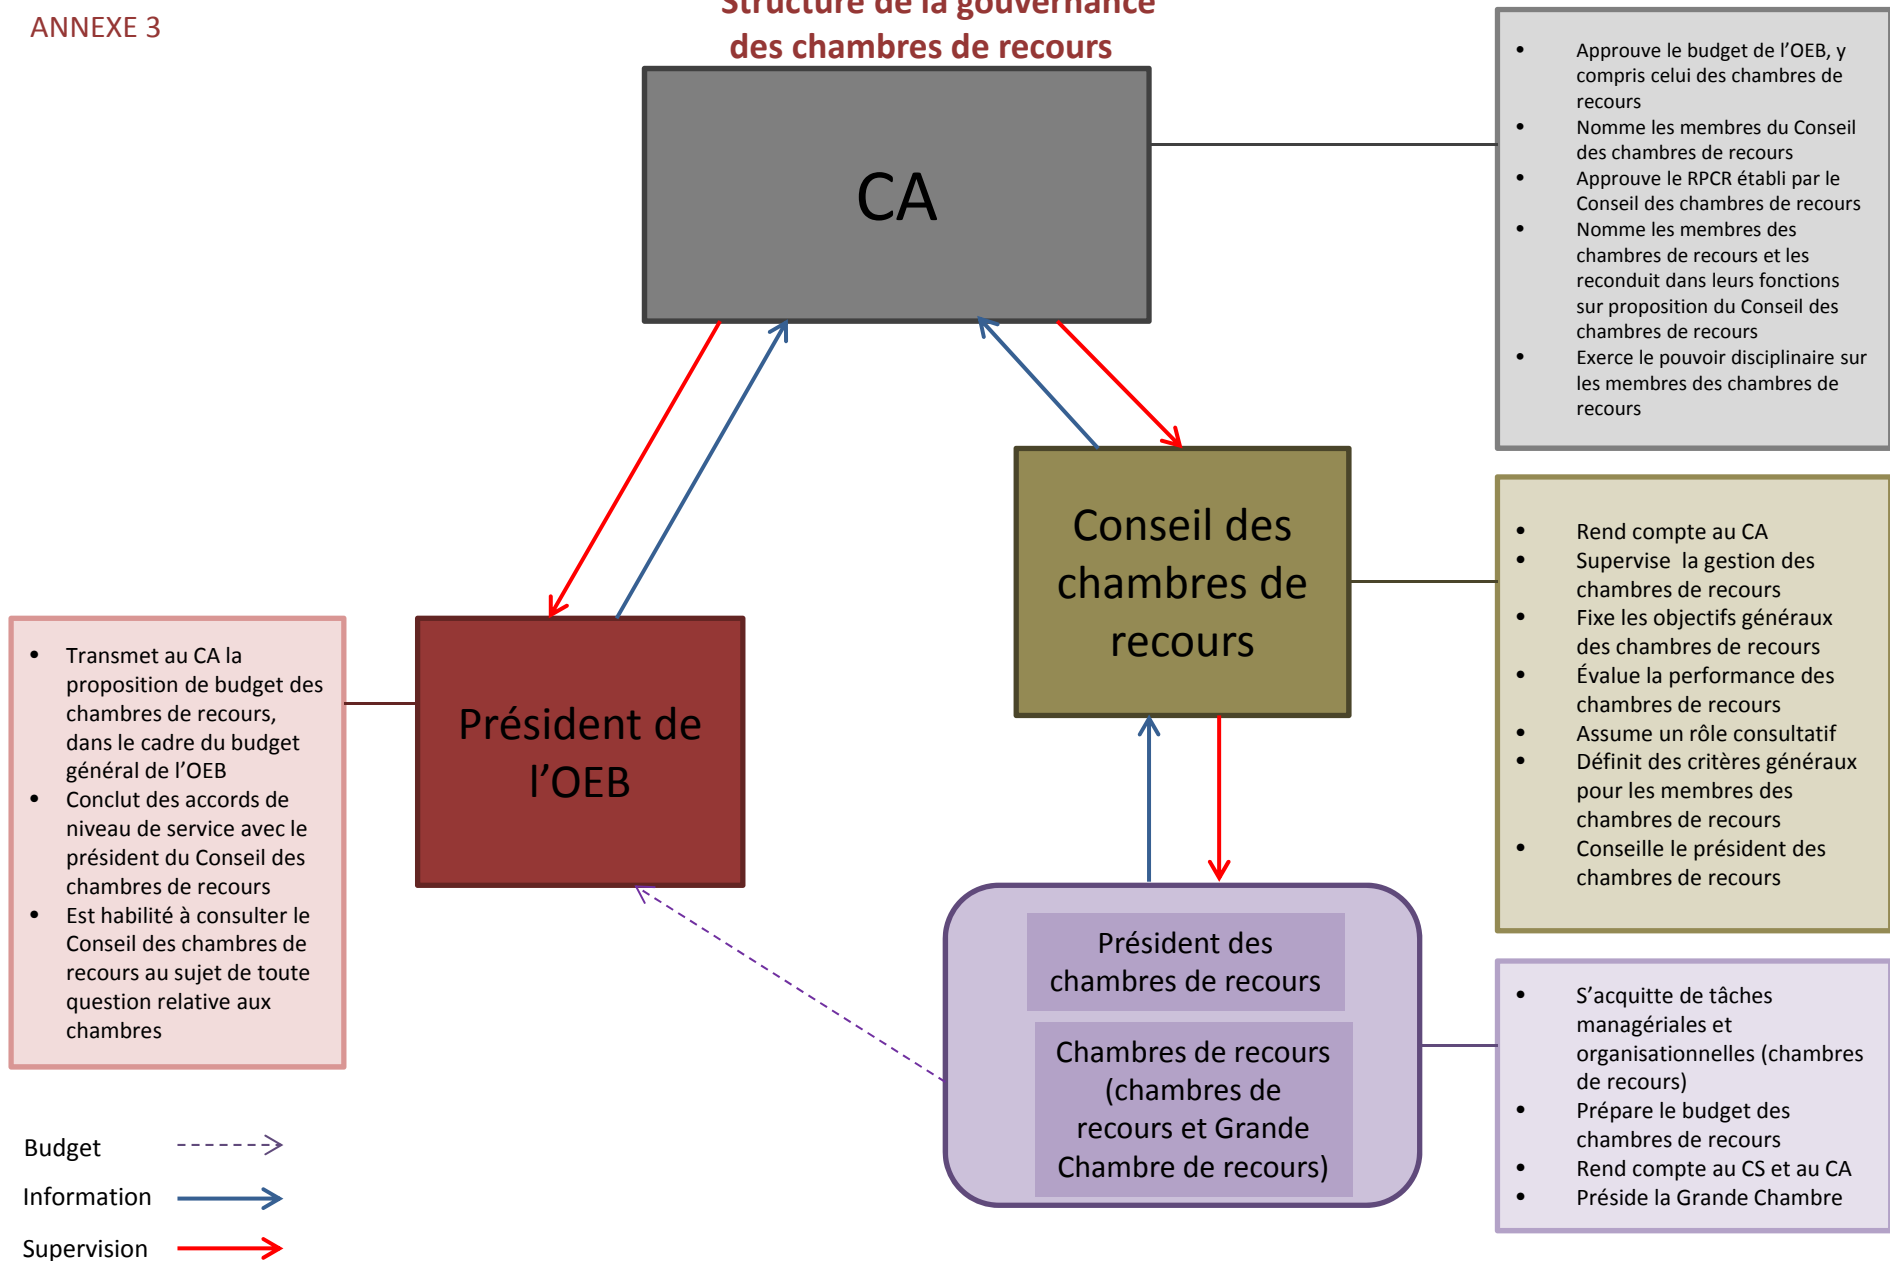 ANNEXE 3
Structure de la gouvernance
des chambres de recours
CA
• Approuve le budget de l’OEB, y
compris celui des chambres de
recours
• Nomme les membres du Conseil
des chambres de recours
• Approuve le RPCR établi par le
Conseil des chambres de recours
• Nomme les membres des
chambres de recours et les
reconduit dans leurs fonctions
sur proposition du Conseil des
chambres de recours
• Exerce le pouvoir disciplinaire sur
les membres des chambres de
recours
Conseil des
chambres de
recours
• Rend compte au CA
• Supervise la gestion des
chambres de recours
• Fixe les objectifs généraux
des chambres de recours
• Évalue la performance des
chambres de recours
• Assume un rôle consultatif
• Définit des critères généraux
pour les membres des
chambres de recours
• Conseille le président des
chambres de recours
• Transmet au CA la
proposition de budget des
chambres de recours,
dans le cadre du budget
général de l’OEB
• Conclut des accords de
niveau de service avec le
président du Conseil des
chambres de recours
• Est habilité à consulter le
Conseil des chambres de
recours au sujet de toute
question relative aux
chambres
Président de
l’OEB
Président des
chambres de recours
Chambres de recours
(chambres de
recours et Grande
Chambre de recours)
• S’acquitte de tâches
managériales et
organisationnelles (chambres
de recours)
• Prépare le budget des
chambres de recours
• Rend compte au CS et au CA
• Préside la Grande Chambre
Budget
Information
Supervision